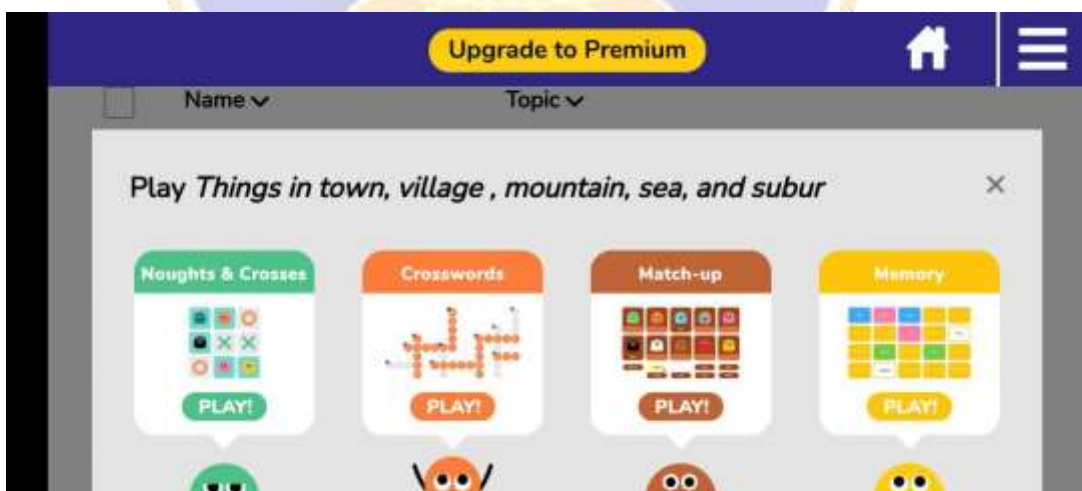 Upgrade to Premium
Name Topic
Play Things in town, village , mountain, sea, and subur
Noughts & Crosses Crosswords Match-up Memory
PLAY! PLAY! PLAY! PLAY!